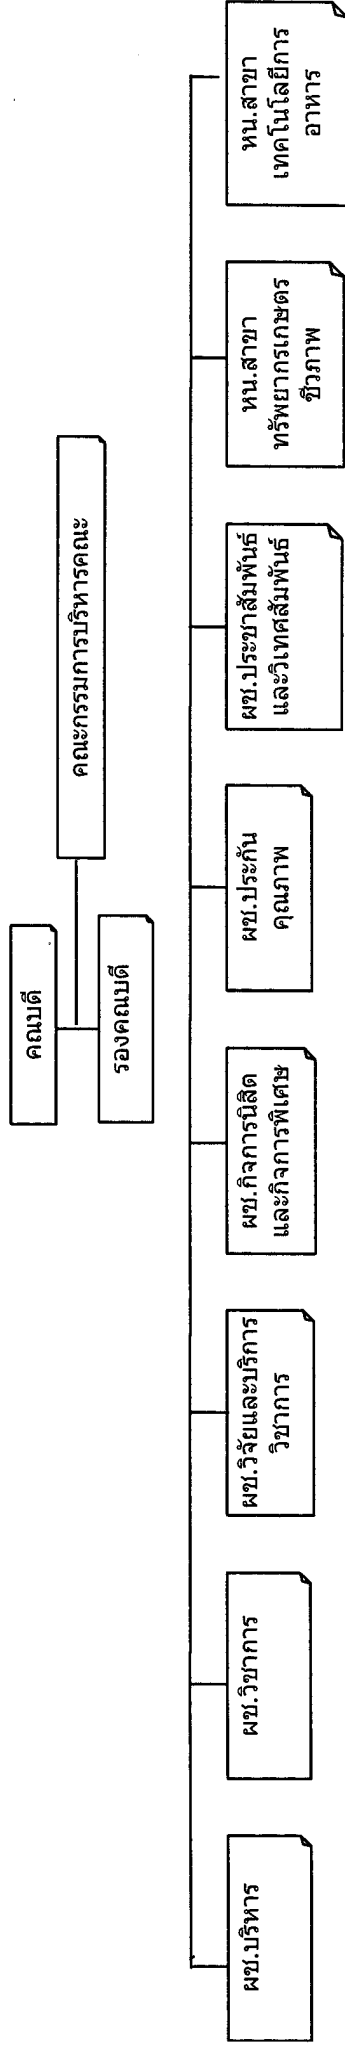 คณบดี
คณะกรรมการบริหารคณะ
รองคณบดี
ผช.บริหาร
ผช.วิชาการ
ผช.วิจัยและบริการ
วิชาการ
ผช.กิจการนิสิต
และกิจการพิเศษ
ผช.ประกัน
คุณภาพ
ผช.ประชาสัมพันธ์
และวิเทศสัมพันธ์
หน.สาขา
ทรัพยากรเกษตร
ชีวภาพ
หน.สาขา
เทคโนโลยีการ
อาหาร